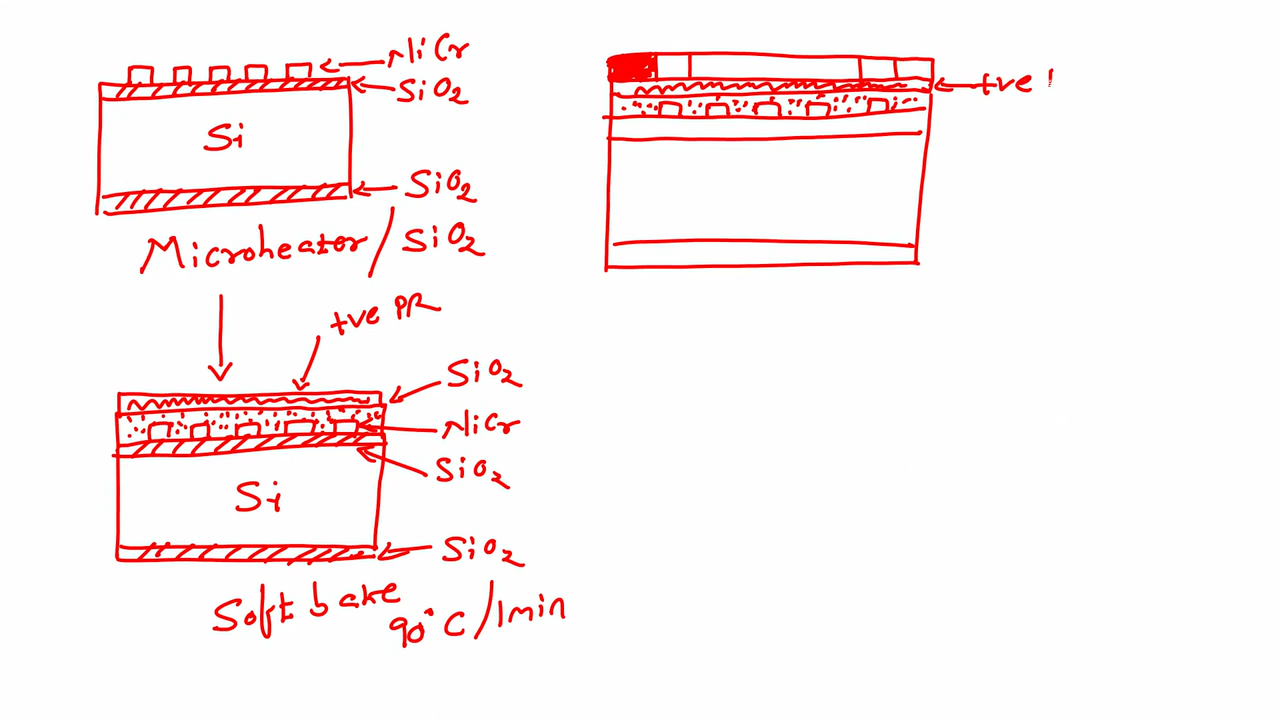 NiCr
SiO2
Si
SiO2
Microheater / SiO2
+ve PR
SiO2
NiCr
SiO2
Si
SiO2
Soft bake
90°C/1min
+ve